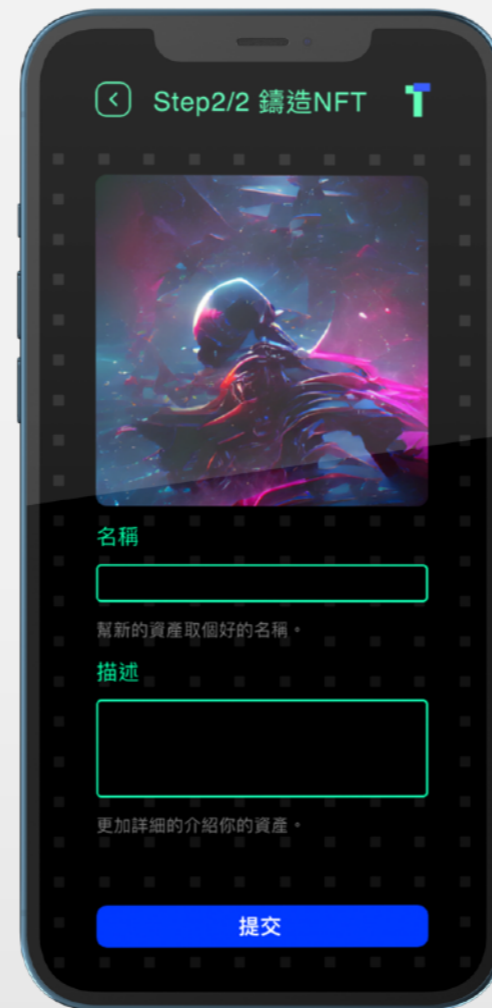 Step2/2 鑄造NFT
名稱
幫新的資產取個好的名稱。
描述
更加詳細的介紹你的資產。
提交